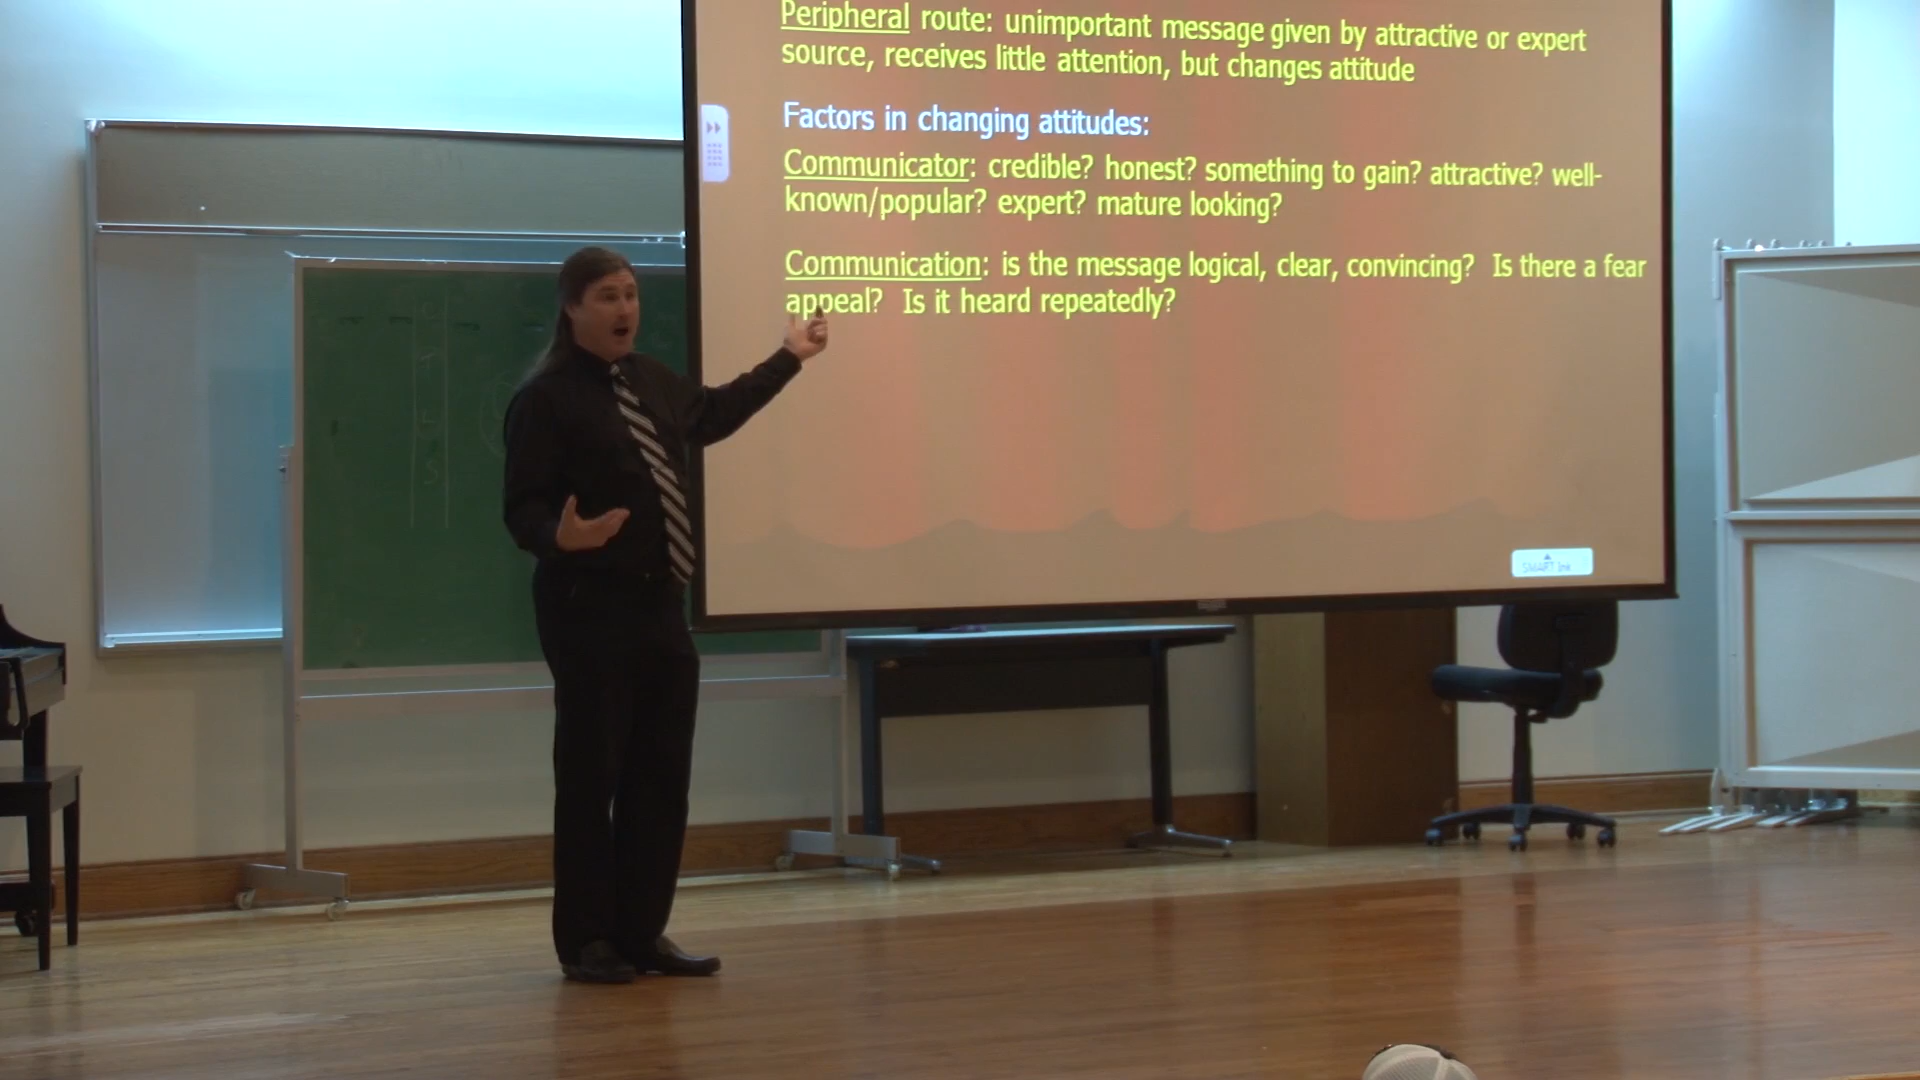 Peripheral route: unimportant message given by attractive or expert
source, receives little attention, but changes attitude
Factors in changing attitudes:
Communicator: credible? honest? something to gain? attractive? well-
known/popular? expert? mature looking?
Communication: is the message logical, clear, convincing? Is there a fear
appeal? Is it heard repeatedly?
SMART Ink